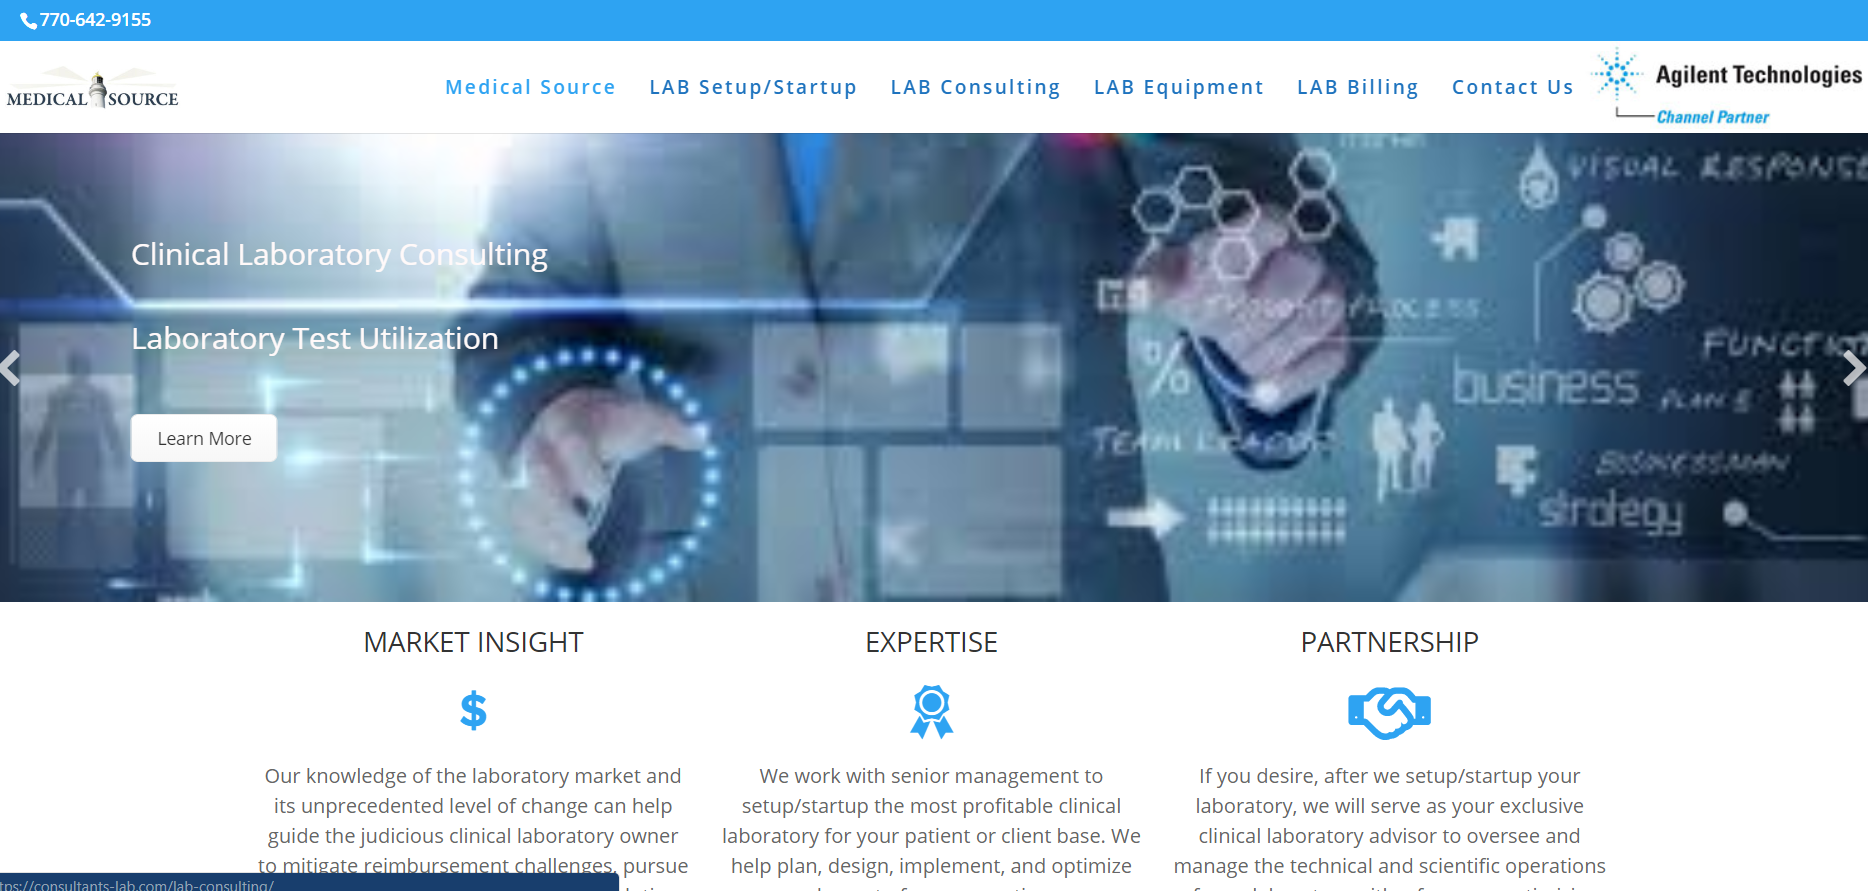 770-642-9155
MEDICAL SOURCE
Medical Source
LAB Setup/Startup
LAB Consulting
LAB Equipment
LAB Billing
Contact Us
Agilent Technologies
Channel Partner
VISUAL RESPONSE
Clinical Laboratory Consulting
THOUGHT PROCESS
Laboratory Test Utilization
%
business
PLAN
TEAM LEADER
Learn More
BUSINESSMAN
strategy
MARKET INSIGHT
$
Our knowledge of the laboratory market and
its unprecedented level of change can help
guide the judicious clinical laboratory owner
to mitigate reimbursement challenges, pursue
EXPERTISE
We work with senior management to
setup/startup the most profitable clinical
laboratory for your patient or client base. We
help plan, design, implement, and optimize
PARTNERSHIP
If you desire, after we setup/startup your
laboratory, we will serve as your exclusive
clinical laboratory advisor to oversee and
manage the technical and scientific operations
tps://consultants-lab.com/lab-consulting/